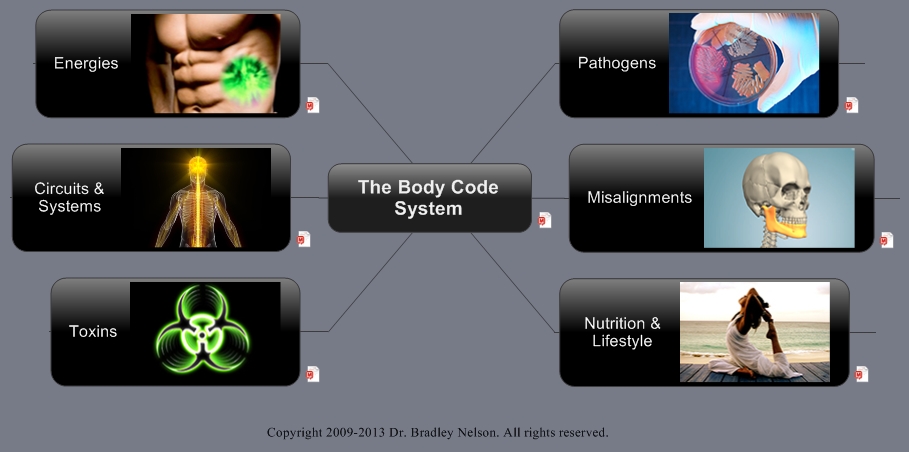 Energies
Pathogens
The Body Code
System
Circuits &
Systems
Misalignments
Toxins
Nutrition &
Lifestyle
Copyright 2009-2013 Dr. Bradley Nelson. All rights reserved.